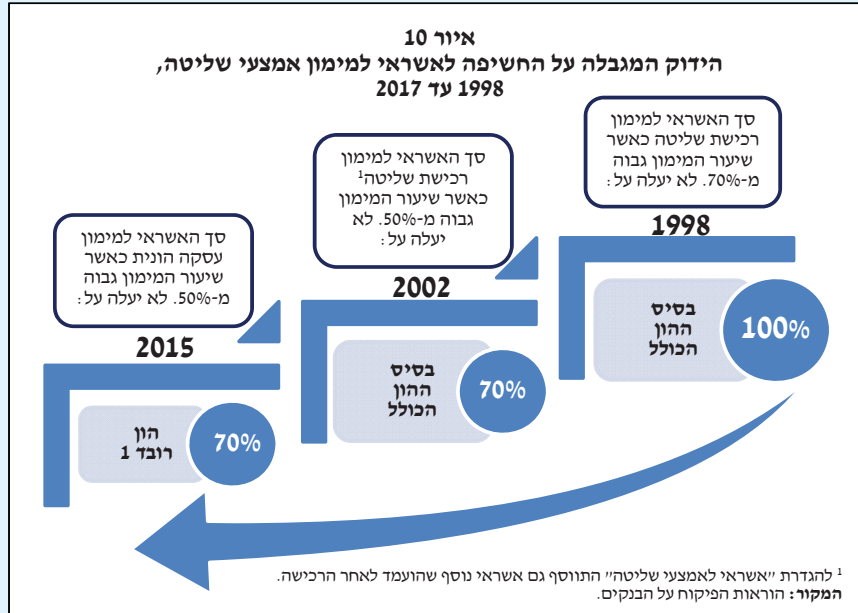 איור 10
הידוק המגבלה על החשיפה לאשראי למימון אמצעי שליטה,
1998 עד 2017
סך האשראי למימון
רכישת שליטה כאשר
שיעור המימון גבוה
מ-70%. לא יעלה על:
1998
100%
בסיס
ההון
הכולל
סך האשראי למימון
רכישת שליטה¹
כאשר שיעור המימון
גבוה מ-50%. לא
יעלה על:
2002
70%
בסיס
ההון
הכולל
סך האשראי למימון
עסקה הונית כאשר
שיעור המימון גבוה
מ-50%. לא יעלה על:
2015
70%
הון
רובד 1
¹ להגדרת "אשראי לאמצעי שליטה" התווסף גם אשראי נוסף שהועמד לאחר הרכישה.
המקור: הוראות הפיקוח על הבנקים.